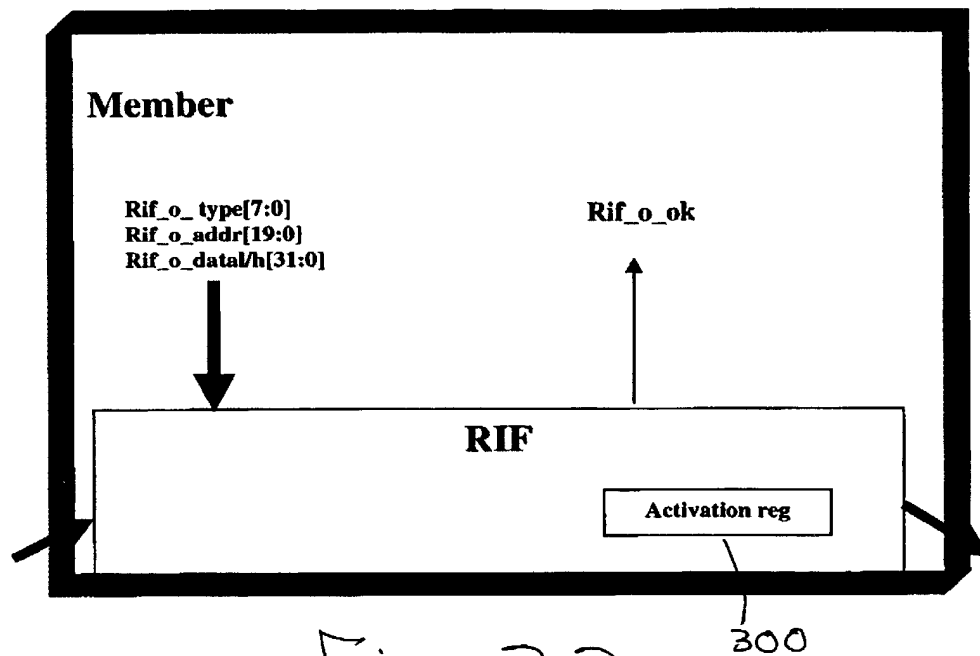 Member
Rif_o_ type[7:0]
Rif_o_addr[19:0]
Rif_o_datal/h[31:0]
Rif_o_ok
RIF
Activation reg
300